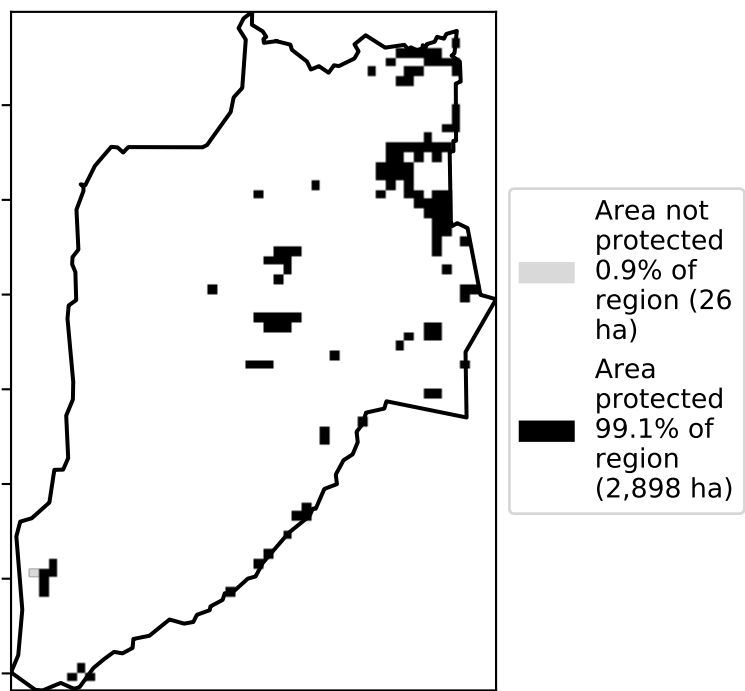 Area not
protected
0.9% of
region (26
ha)
Area
protected
99.1% of
region
(2,898 ha)